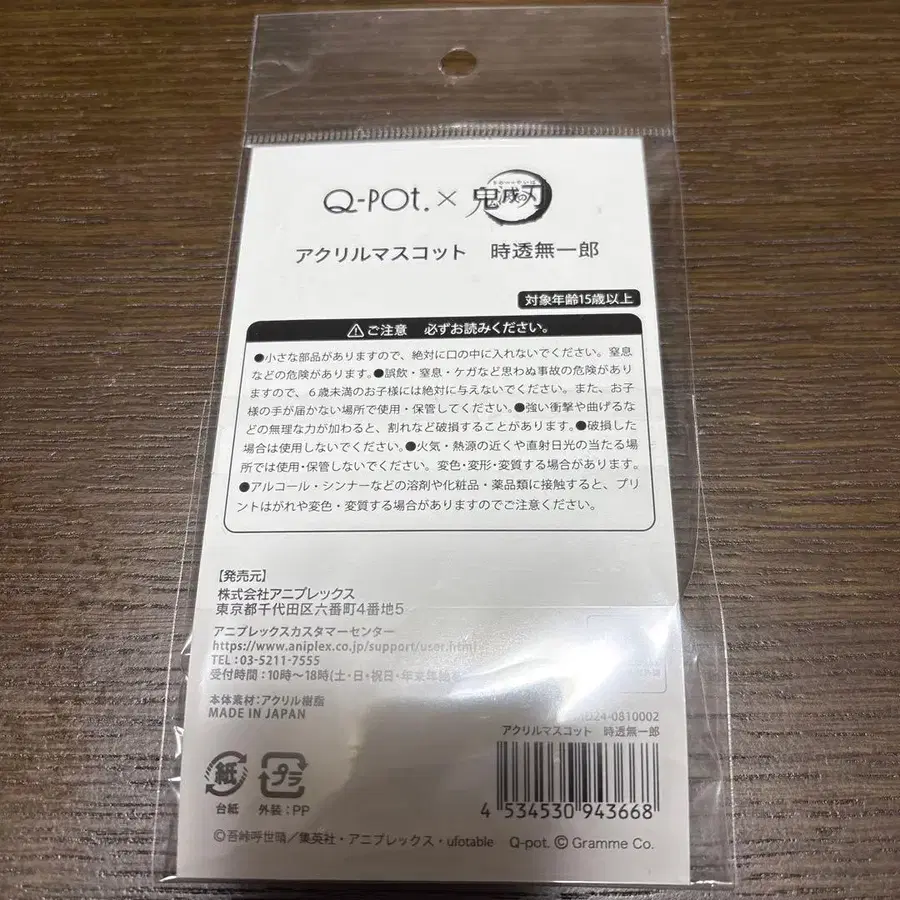 Q-pot. × 鬼滅の刃
アクリルマスコット 時透無一郎
対象年齢15歳以上
⚠ご注意 必ずお読みください。
●小さな部品がありますので、絶対に口の中に入れないでください。窒息
などの危険があります。●誤飲・窒息・ケガなど思わぬ事故の危険があり
ますので、６歳未満のお子様には絶対に与えないでください。また、お子
様の手が届かない場所で使用・保管してください。●強い衝撃や曲げるな
どの無理な力が加わると、割れなど破損することがあります。●破損した
場合は使用しないでください。●火気・熱源の近くや直射日光の当たる場
所では使用・保管しないでください。変色・変形・変質する場合があります。
●アルコール・シンナーなどの溶剤や化粧品・薬品類に接触すると、プリ
ントはがれや変色・変質する場合がありますのでご注意ください。
【発売元】
株式会社アニプレックス
東京都千代田区六番町4番地5
アニプレックスカスタマーセンター
https://www.aniplex.co.jp/support/user.html
TEL：03-5211-7555
受付時間：10時～18時(土・日・祝日・年末年始を
本体素材：アクリル樹脂
MADE IN JAPAN
24-0810002
アクリルマスコット 時透無一郎
紙
台紙
プラ
外装：PP
4 534530 943668
©吾峠呼世晴／集英社・アニプレックス・ufotable Q-pot. © Gramme Co.